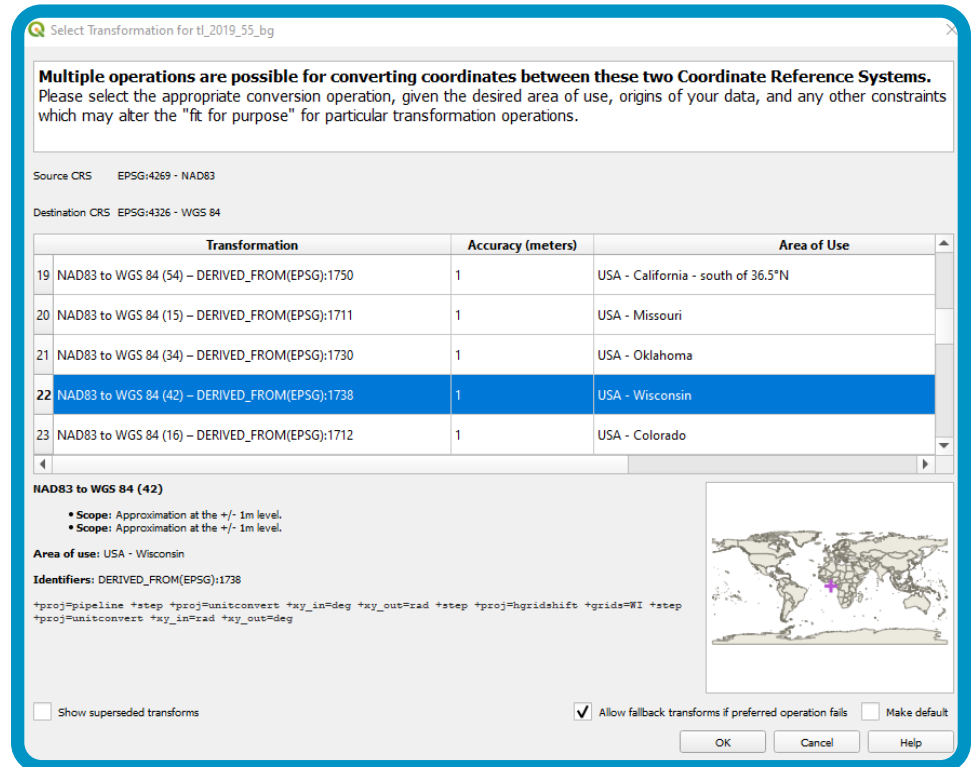 Select Transformation for tl_2019_55_bg
Multiple operations are possible for converting coordinates between these two Coordinate Reference Systems.
Please select the appropriate conversion operation, given the desired area of use, origins of your data, and any other constraints
which may alter the "fit for purpose" for particular transformation operations.
Source CRS EPSG:4269 - NAD83
Destination CRS EPSG:4326 - WGS 84
Transformation Accuracy (meters) Area of Use
19 NAD83 to WGS 84 (54) – DERIVED_FROM(EPSG):1750 1 USA - California - south of 36.5°N
20 NAD83 to WGS 84 (15) – DERIVED_FROM(EPSG):1711 1 USA - Missouri
21 NAD83 to WGS 84 (34) – DERIVED_FROM(EPSG):1730 1 USA - Oklahoma
22 NAD83 to WGS 84 (42) – DERIVED_FROM(EPSG):1738 1 USA - Wisconsin
23 NAD83 to WGS 84 (16) – DERIVED_FROM(EPSG):1712 1 USA - Colorado
NAD83 to WGS 84 (42)
• Scope: Approximation at the +/- 1m level.
• Scope: Approximation at the +/- 1m level.
Area of use: USA - Wisconsin
Identifiers: DERIVED_FROM(EPSG):1738
+proj=pipeline +step +proj=unitconvert +xy_in=deg +xy_out=rad +step +proj=hgridshift +grids=WI +step
+proj=unitconvert +xy_in=rad +xy_out=deg
Show superseded transforms
Allow fallback transforms if preferred operation fails
Make default
OK Cancel Help